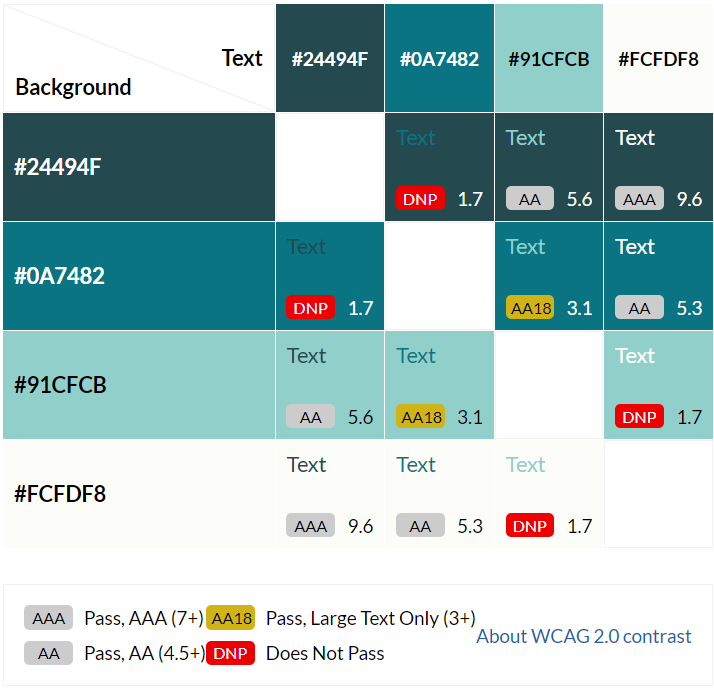 Text
Background
#24494F #0A7482 #91CFCB #FCFDF8
#24494F
Text Text Text
DNP 1.7 AA 5.6 AAA 9.6
#0A7482
Text Text Text
DNP 1.7 AA18 3.1 AA 5.3
#91CFCB
Text Text Text
AA 5.6 AA18 3.1 DNP 1.7
#FCFDF8
Text Text Text
AAA 9.6 AA 5.3 DNP 1.7
AAA Pass, AAA (7+) AA18 Pass, Large Text Only (3+)
About WCAG 2.0 contrast
AA Pass, AA (4.5+) DNP Does Not Pass